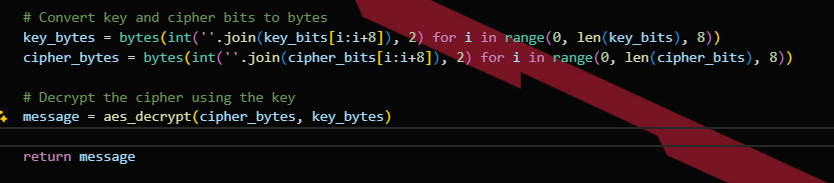 # Convert key and cipher bits to bytes
key_bytes = bytes(int(''.join(key_bits[i:i+8]), 2) for i in range(0, len(key_bits), 8))
cipher_bytes = bytes(int(''.join(cipher_bits[i:i+8]), 2) for i in range(0, len(cipher_bits), 8))
# Decrypt the cipher using the key
message = aes_decrypt(cipher_bytes, key_bytes)
return message